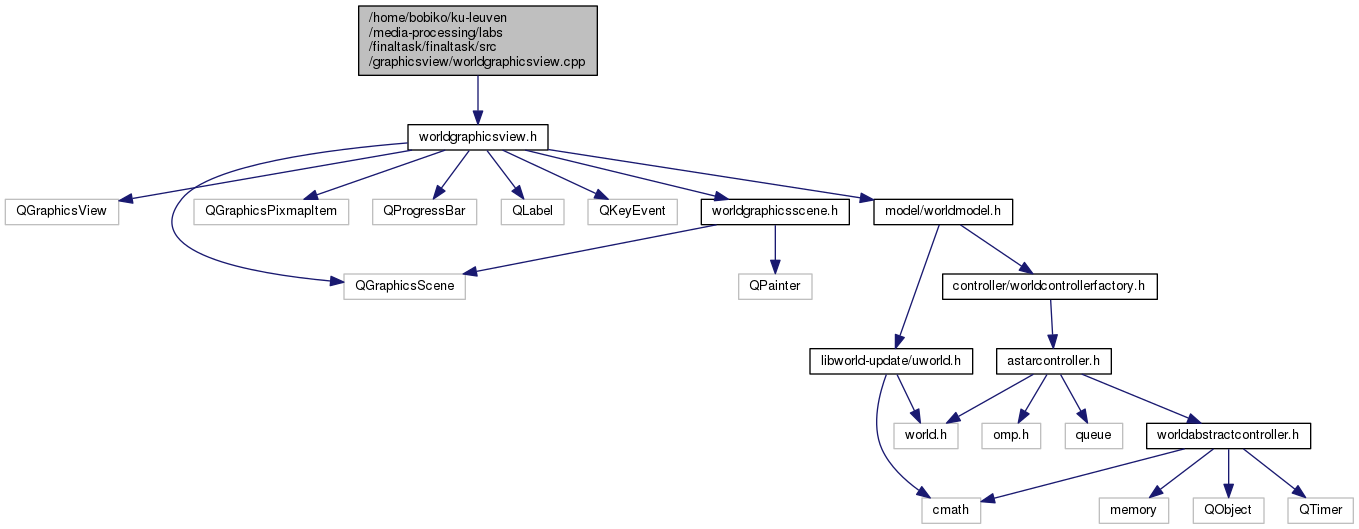 /home/bobiko/ku-leuven
/media-processing/labs
/finaltask/finaltask/src
/graphicsview/worldgraphicsview.cpp
worldgraphicsview.h
QGraphicsView
QGraphicsPixmapItem
QProgressBar
QLabel
QKeyEvent
worldgraphicsscene.h
model/worldmodel.h
QGraphicsScene
QPainter
controller/worldcontrollerfactory.h
libworld-update/uworld.h
astarcontroller.h
world.h
omp.h
queue
worldabstractcontroller.h
cmath
memory
QObject
QTimer